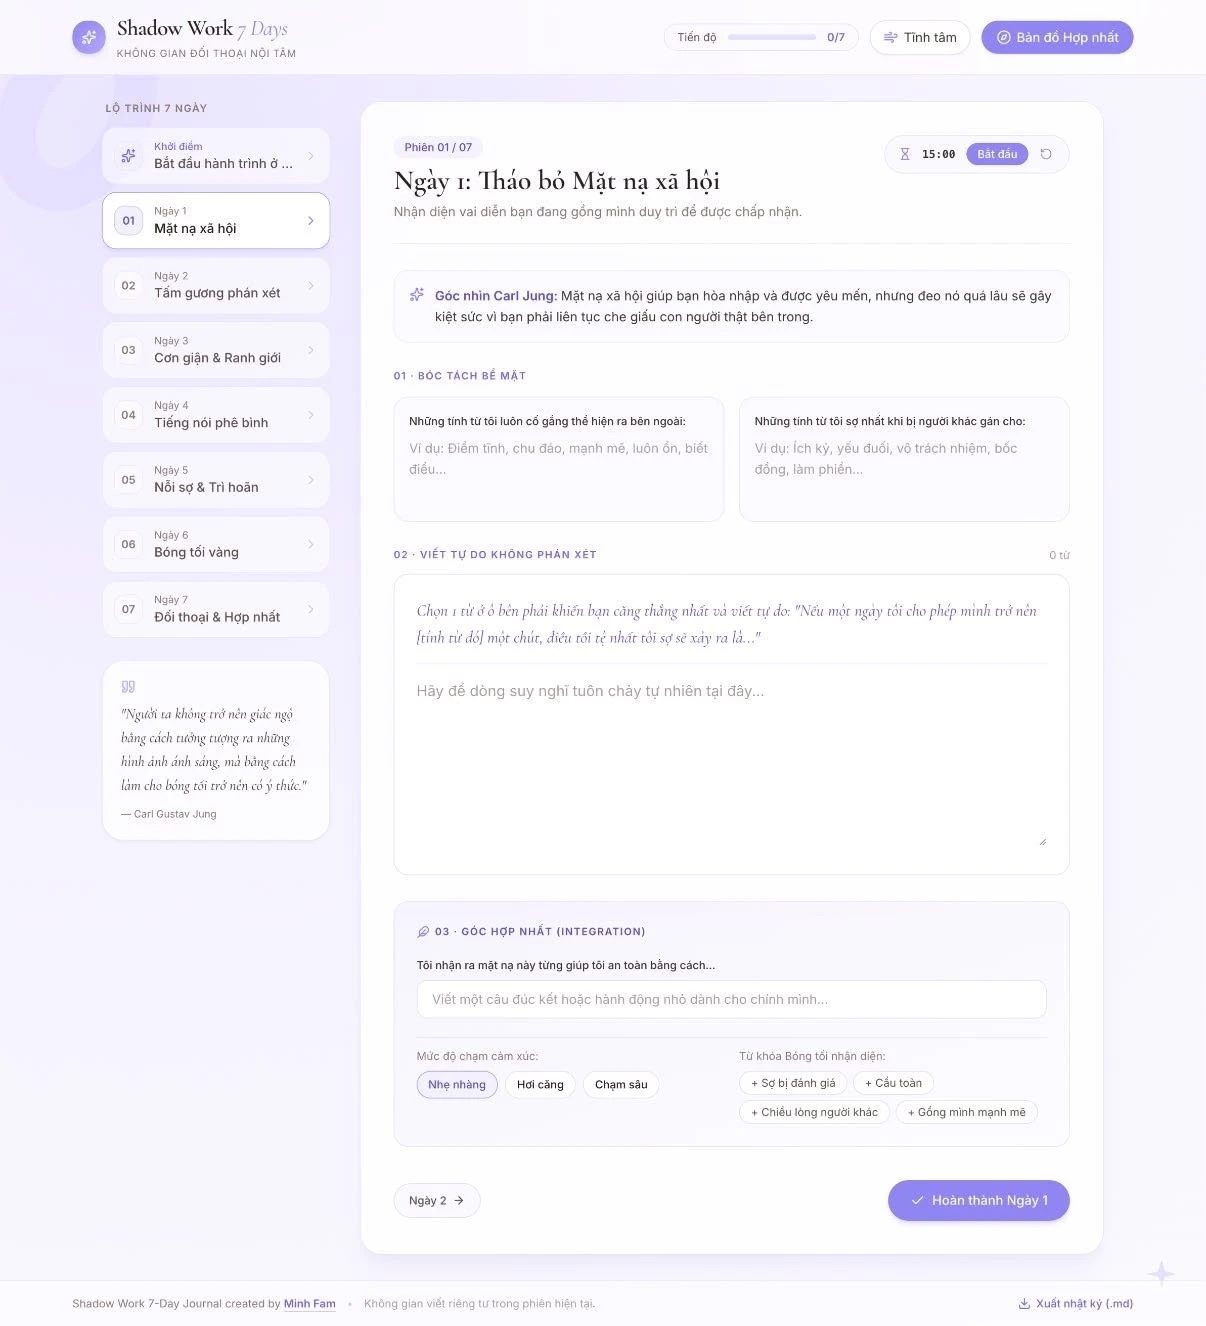 Shadow Work 7 Days
KHÔNG GIAN ĐỐI THOẠI NỘI TÂM
Tiến độ 0/7
Tĩnh tâm
Bản đồ Hợp nhất
LỘ TRÌNH 7 NGÀY
Khởi điểm
Bắt đầu hành trình ở ...
01
Ngày 1
Mặt nạ xã hội
02
Ngày 2
Tấm gương phán xét
03
Ngày 3
Cơn giận & Ranh giới
04
Ngày 4
Tiếng nói phê bình
05
Ngày 5
Nỗi sợ & Trì hoãn
06
Ngày 6
Bóng tối vàng
07
Ngày 7
Đối thoại & Hợp nhất
"Người ta không trở nên giác ngộ
bằng cách tưởng tượng ra những
hình ảnh ánh sáng, mà bằng cách
làm cho bóng tối trở nên có ý thức."
— Carl Gustav Jung
Phiên 01 / 07
15:00
Bắt đầu
Ngày 1: Tháo bỏ Mặt nạ xã hội
Nhận diện vai diễn bạn đang gồng mình duy trì để được chấp nhận.
Góc nhìn Carl Jung: Mặt nạ xã hội giúp bạn hòa nhập và được yêu mến, nhưng đeo nó quá lâu sẽ gây
kiệt sức vì bạn phải liên tục che giấu con người thật bên trong.
01 · BÓC TÁCH BỀ MẶT
Những tính từ tôi luôn cố gắng thể hiện ra bên ngoài:
Ví dụ: Điềm tĩnh, chu đáo, mạnh mẽ, luôn ổn, biết
điều...
Những tính từ tôi sợ nhất khi bị người khác gán cho:
Ví dụ: Ích kỷ, yếu đuối, vô trách nhiệm, bốc
đồng, làm phiền...
02 · VIẾT TỰ DO KHÔNG PHÁN XÉT
0 từ
Chọn 1 từ ở ô bên phải khiến bạn căng thẳng nhất và viết tự do: "Nếu một ngày tôi cho phép mình trở nên
[tính từ đó] một chút, điều tồi tệ nhất tôi sợ sẽ xảy ra là..."
Hãy để dòng suy nghĩ tuôn chảy tự nhiên tại đây...
03 · GÓC HỢP NHẤT (INTEGRATION)
Tôi nhận ra mặt nạ này từng giúp tôi an toàn bằng cách...
Viết một câu đúc kết hoặc hành động nhỏ dành cho chính mình...
Mức độ chạm cảm xúc:
Nhẹ nhàng
Hơi căng
Chạm sâu
Từ khóa Bóng tối nhận diện:
+ Sợ bị đánh giá
+ Cầu toàn
+ Chiều lòng người khác
+ Gồng mình mạnh mẽ
Ngày 2 →
Hoàn thành Ngày 1
Shadow Work 7-Day Journal created by Minh Fam • Không gian viết riêng tư trong phiên hiện tại.
Xuất nhật ký (.md)